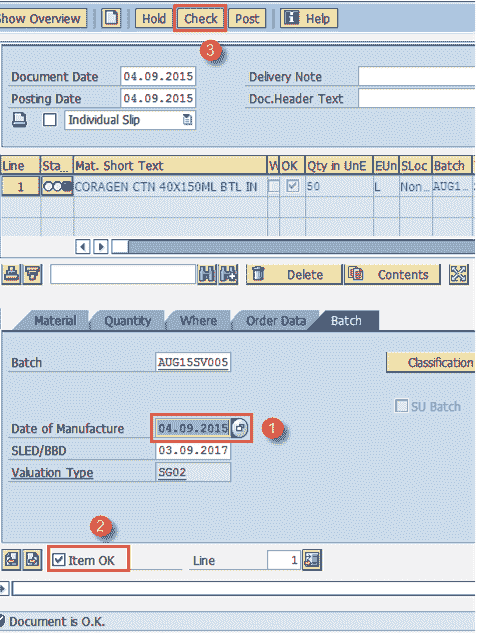 Show Overview Hold Check Post Help
3
Document Date 04.09.2015 Delivery Note
Posting Date 04.09.2015 Doc.Header Text
Individual Slip
Line Sta... Mat. Short Text OK Qty in UnE EUn SLoc Batch
1 CORAGEN CTN 40X150ML BTL IN 50 L Non... AUG1...
Delete Contents
Material Quantity Where Order Data Batch
Batch AUG15SV005 Classification
SU Batch
Date of Manufacture 04.09.2015 1
SLED/BBD 03.09.2017
Valuation Type SG02
2
Item OK Line 1
Document is O.K.